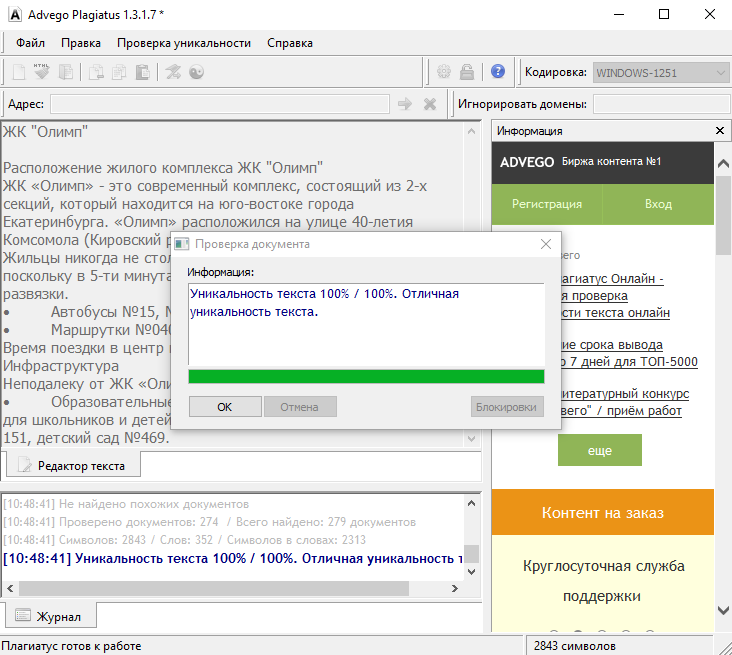 Advego Plagiatus 1.3.1.7 *
Файл Правка Проверка уникальности Справка
HTML
Кодировка: WINDOWS-1251
Адрес: Игнорировать домены:
ЖК "Олимп"
Расположение жилого комплекса ЖК "Олимп"
ЖК «Олимп» - это современный комплекс, состоящий из 2-х
секций, который находится на юго-востоке города
Екатеринбурга. «Олимп» расположился на улице 40-летия
Комсомола (Кировский
Жильцы никогда не
поскольку в 5-ти
развязки.
• Автобусы №15,
• Маршрутки
Время поездки в центр
Инфраструктура
Неподалеку от ЖК
• Образовательные
для школьников и детей
151, детский сад №469.
Редактор текста
Проверка документа
Информация:
Уникальность текста 100% / 100%. Отличная
уникальность текста.
ОК Отмена Блокировки
[10:48:41] Не найдено похожих документов
[10:48:41] Проверено документов: 274 / Всего найдено: 279 документов
[10:48:41] Символов: 2843 / Слов: 352 / Символов в словах: 2313
[10:48:41] Уникальность текста 100% / 100%. Отличная уникальность т
Журнал
Информация
ADVEGO Биржа контента №1
Регистрация Вход
его
агиатус Онлайн -
я проверка
сти текста онлайн
ие срока вывода
о 7 дней для ТОП-5000
итературный конкурс
вего" / приём работ
еще
Контент на заказ
Круглосуточная служба
поддержки
Плагиатус готов к работе 2843 символов